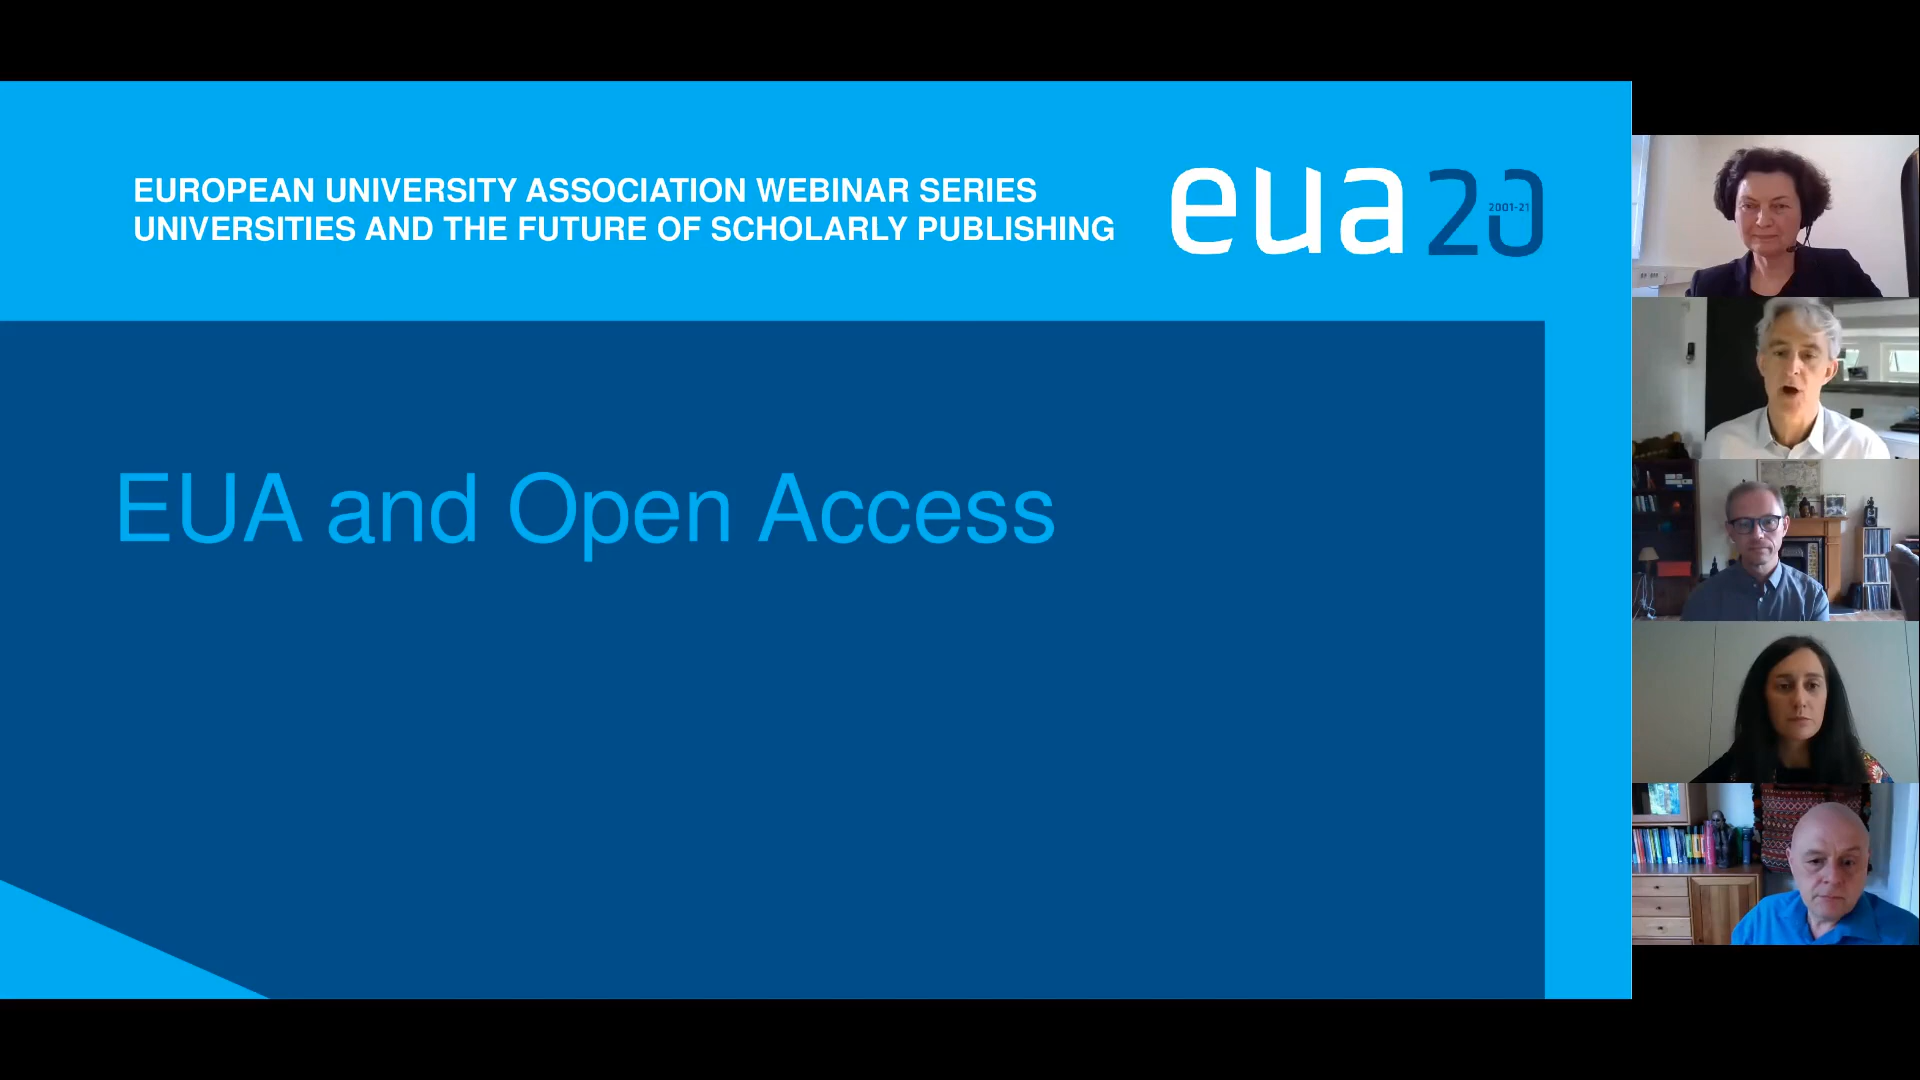 EUROPEAN UNIVERSITY ASSOCIATION WEBINAR SERIES
UNIVERSITIES AND THE FUTURE OF SCHOLARLY PUBLISHING
eua 20
2001-21
EUA and Open Access